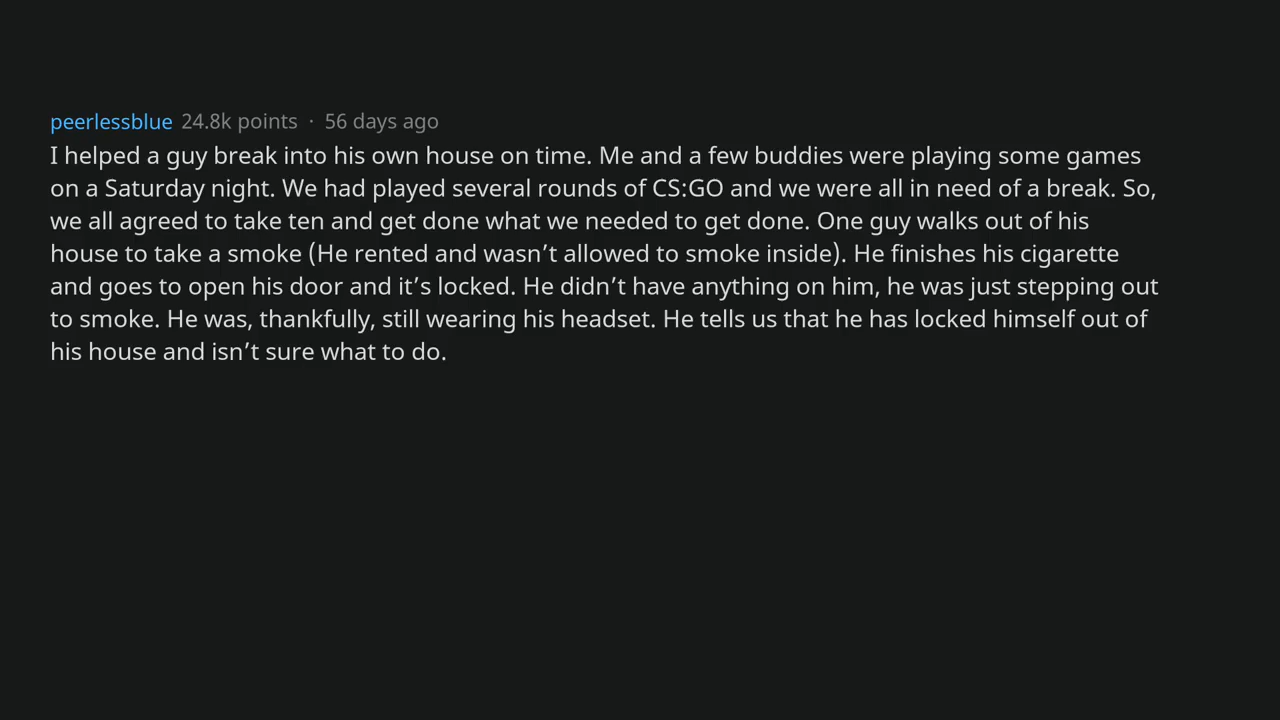 peerlessblue 24.8k points · 56 days ago
I helped a guy break into his own house on time. Me and a few buddies were playing some games
on a Saturday night. We had played several rounds of CS:GO and we were all in need of a break. So,
we all agreed to take ten and get done what we needed to get done. One guy walks out of his
house to take a smoke (He rented and wasn’t allowed to smoke inside). He finishes his cigarette
and goes to open his door and it’s locked. He didn’t have anything on him, he was just stepping out
to smoke. He was, thankfully, still wearing his headset. He tells us that he has locked himself out of
his house and isn’t sure what to do.